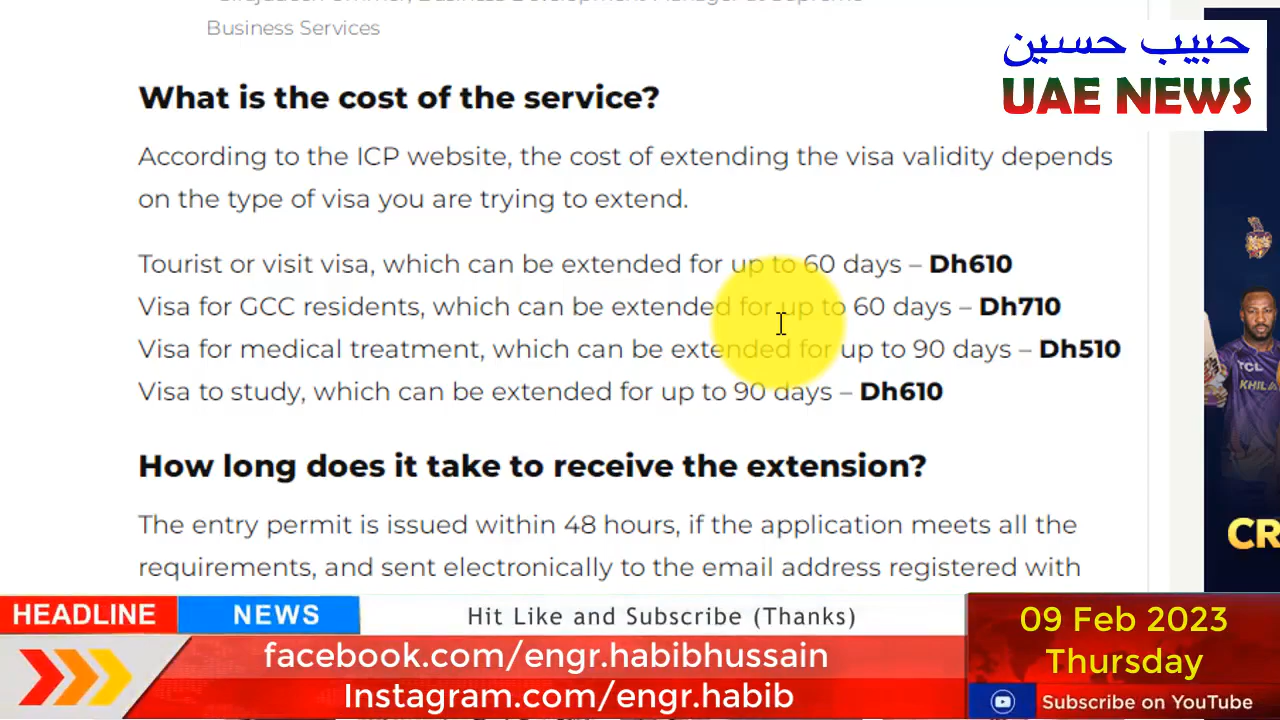 Business Services
حبيب حسين
UAE NEWS
What is the cost of the service?
According to the ICP website, the cost of extending the visa validity depends
on the type of visa you are trying to extend.
Tourist or visit visa, which can be extended for up to 60 days – Dh610
Visa for GCC residents, which can be extended for up to 60 days – Dh710
Visa for medical treatment, which can be extended for up to 90 days – Dh510
Visa to study, which can be extended for up to 90 days – Dh610
How long does it take to receive the extension?
The entry permit is issued within 48 hours, if the application meets all the
requirements, and sent electronically to the email address registered with
TCL
CR
HEADLINE NEWS
Hit Like and Subscribe (Thanks)
facebook.com/engr.habibhussain
Instagram.com/engr.habib
09 Feb 2023
Thursday
Subscribe on YouTube